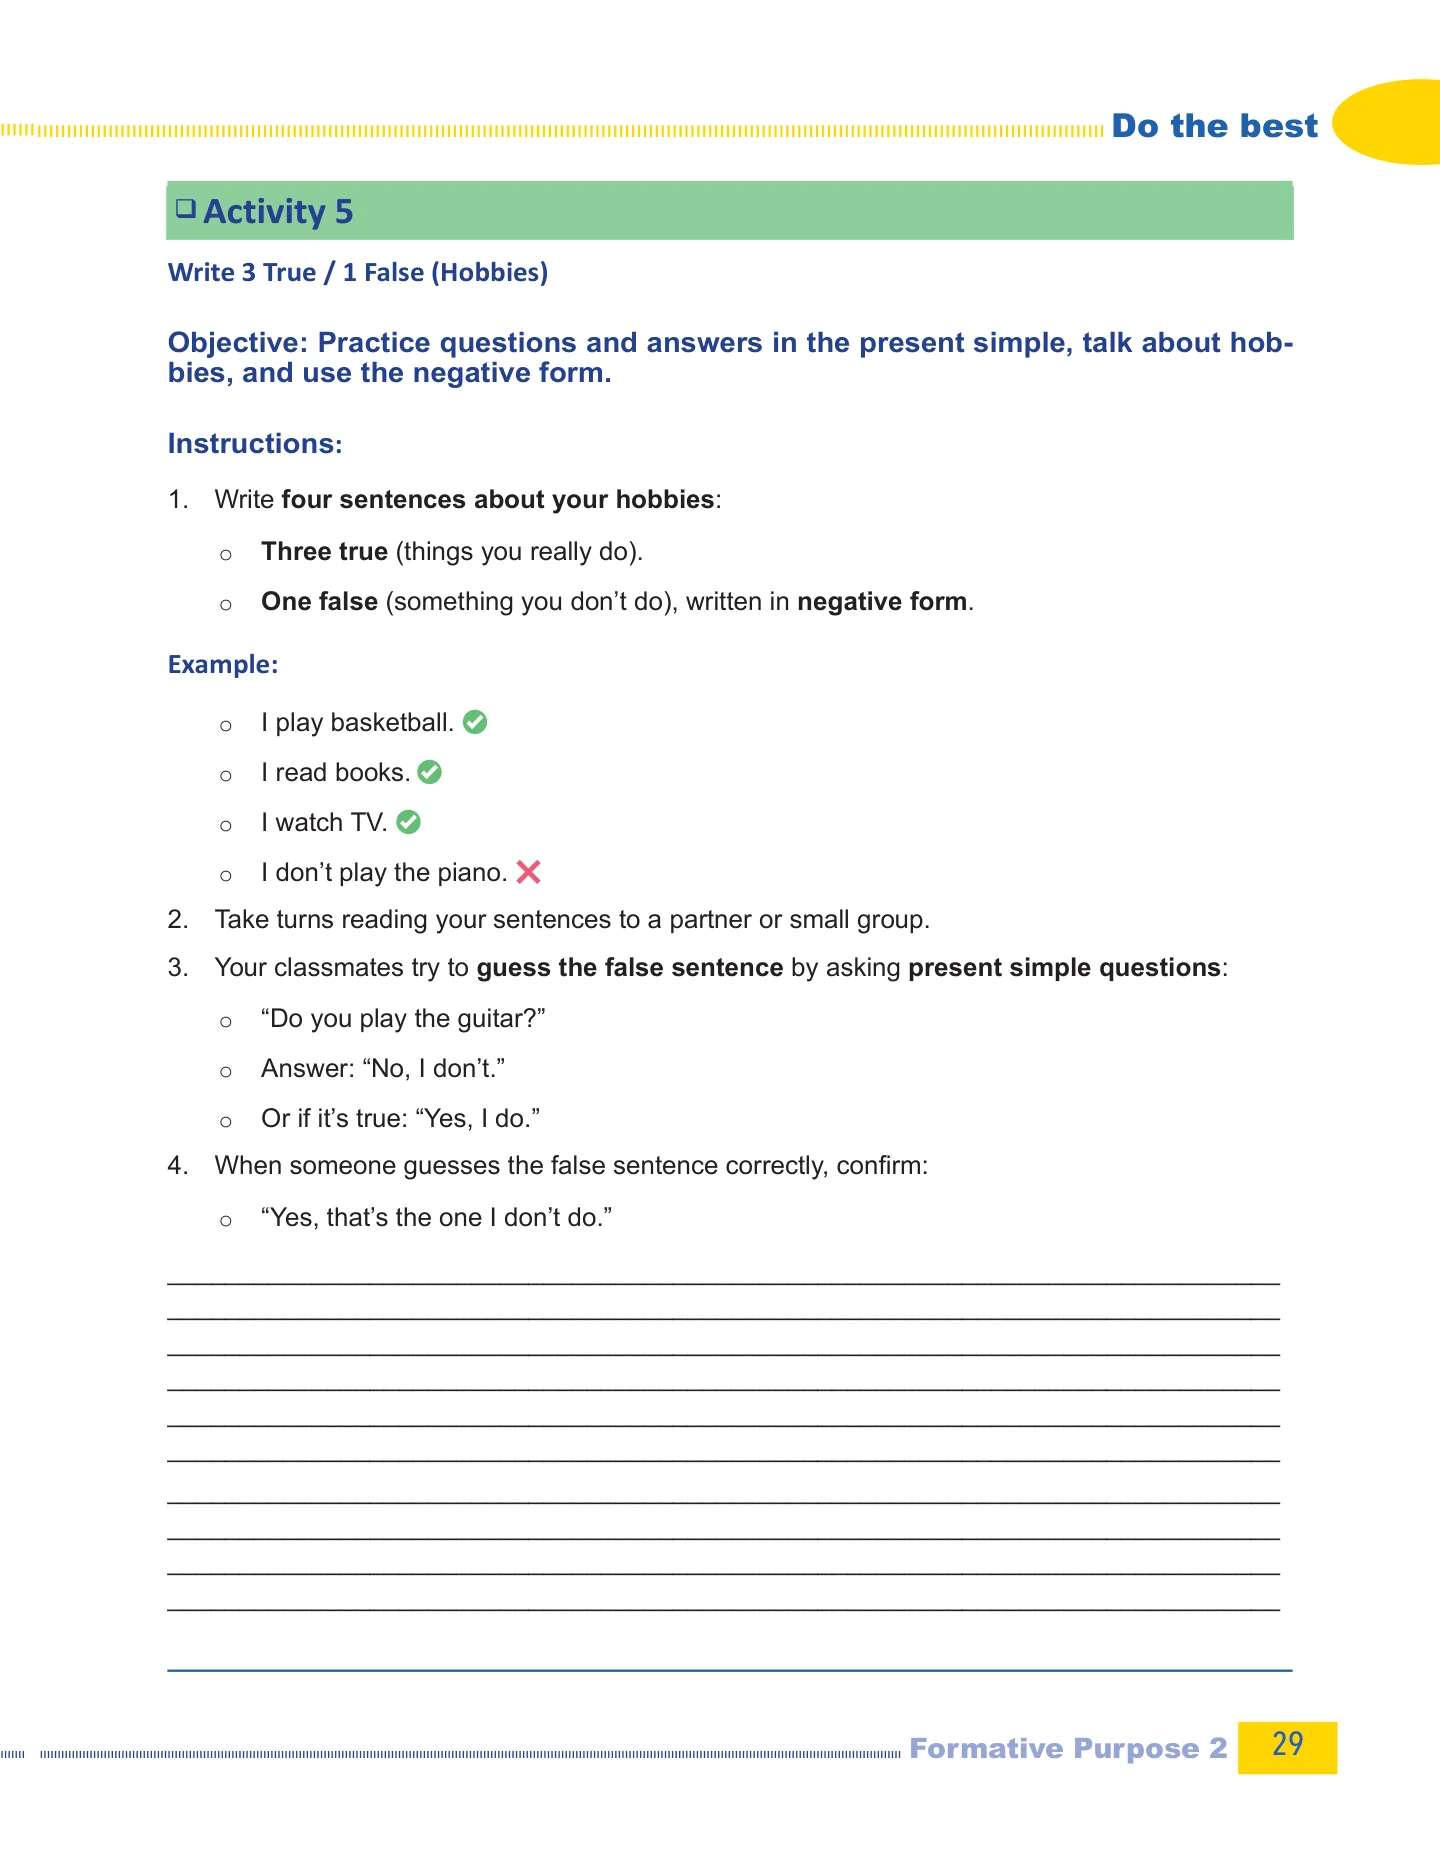 Do the best
❑ Activity 5
Write 3 True / 1 False (Hobbies)
Objective: Practice questions and answers in the present simple, talk about hob-
bies, and use the negative form.
Instructions:
1. Write four sentences about your hobbies:
o Three true (things you really do).
o One false (something you don’t do), written in negative form.
Example:
o I play basketball. ✅
o I read books. ✅
o I watch TV. ✅
o I don’t play the piano. ❌
2. Take turns reading your sentences to a partner or small group.
3. Your classmates try to guess the false sentence by asking present simple questions:
o “Do you play the guitar?”
o Answer: “No, I don’t.”
o Or if it’s true: “Yes, I do.”
4. When someone guesses the false sentence correctly, confirm:
o “Yes, that’s the one I don’t do.”
Formative Purpose 2 29